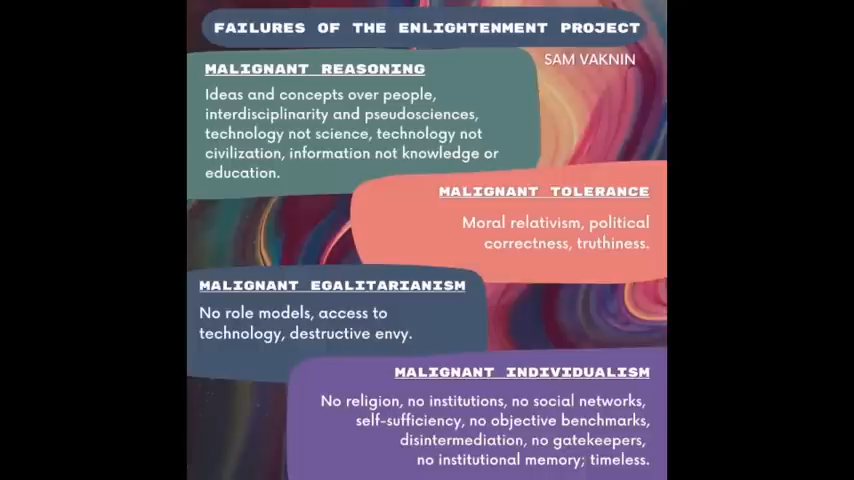 FAILURES OF THE ENLIGHTENMENT PROJECT
SAM VAKNIN
MALIGNANT REASONING
Ideas and concepts over people,
interdisciplinarity and pseudosciences,
technology not science, technology not
civilization, information not knowledge or
education.
MALIGNANT TOLERANCE
Moral relativism, political
correctness, truthiness.
MALIGNANT EGALITARIANISM
No role models, access to
technology, destructive envy.
MALIGNANT INDIVIDUALISM
No religion, no institutions, no social networks,
self-sufficiency, no objective benchmarks,
disintermediation, no gatekeepers,
no institutional memory; timeless.